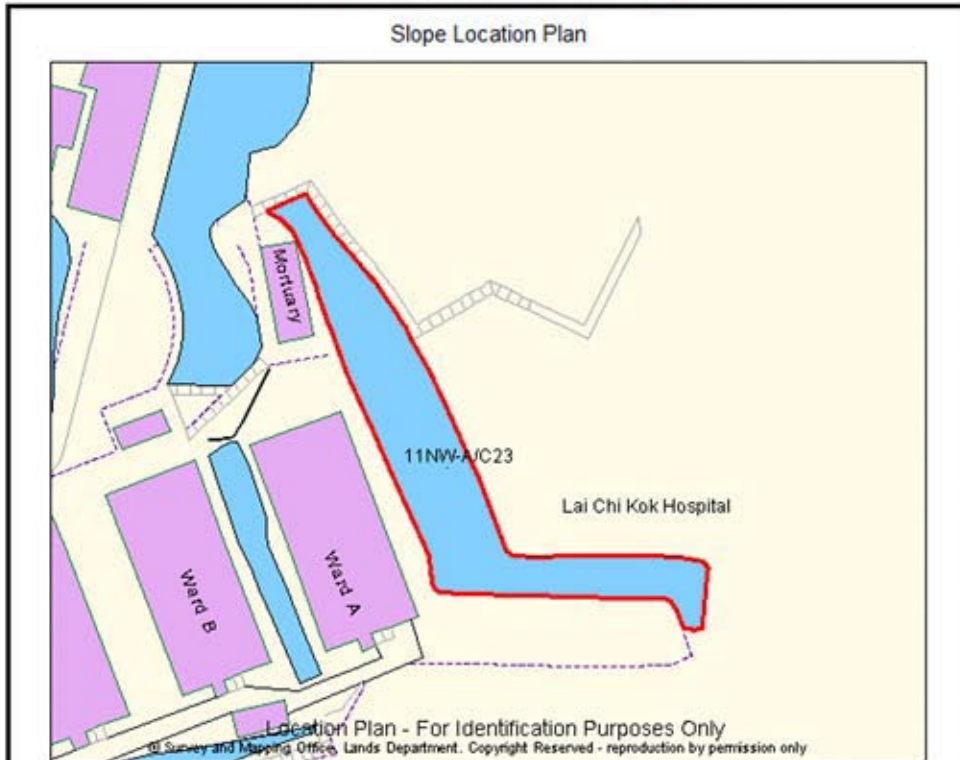 Slope Location Plan
Mortuary
11NW-A/C23
Lai Chi Kok Hospital
Ward A
Ward B
Location Plan - For Identification Purposes Only
© Survey and Mapping Office, Lands Department. Copyright Reserved - reproduction by permission only